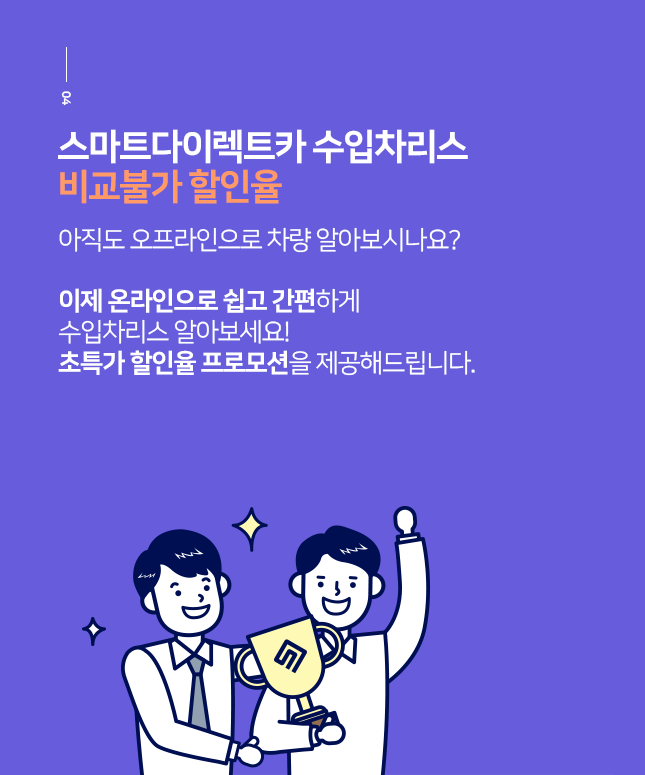 04
스마트다이렉트카 수입차리스
비교불가 할인율
아직도 오프라인으로 차량 알아보시나요?
이제 온라인으로 쉽고 간편하게
수입차리스 알아보세요!
초특가 할인율 프로모션을 제공해드립니다.